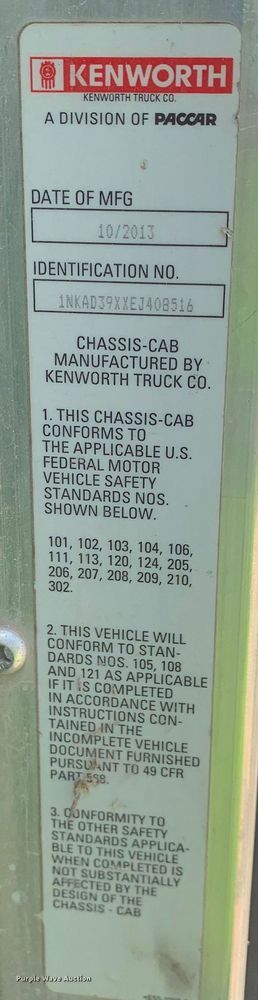 KENWORTH
KENWORTH TRUCK CO.
A DIVISION OF PACCAR
DATE OF MFG
10/2013
IDENTIFICATION NO.
1NKAD39XXEJ408516
CHASSIS-CAB
MANUFACTURED BY
KENWORTH TRUCK CO.
1. THIS CHASSIS-CAB
CONFORMS TO
THE APPLICABLE U.S.
FEDERAL MOTOR
VEHICLE SAFETY
STANDARDS NOS.
SHOWN BELOW.
101, 102, 103, 104, 106,
111, 113, 120, 124, 205,
206, 207, 208, 209, 210,
302.
2. THIS VEHICLE WILL
CONFORM TO STAN-
DARDS NOS. 105, 108
AND 121 AS APPLICABLE
IF IT IS COMPLETED
IN ACCORDANCE WITH
INSTRUCTIONS CON-
TAINED IN THE
INCOMPLETE VEHICLE
DOCUMENT FURNISHED
PURSUANT TO 49 CFR
PART 568.
3. CONFORMITY TO
THE OTHER SAFETY
STANDARDS APPLICA-
BLE TO THIS VEHICLE
WHEN COMPLETED IS
NOT SUBSTANTIALLY
AFFECTED BY THE
DESIGN OF THE
CHASSIS - CAB
Purple Wave Auction